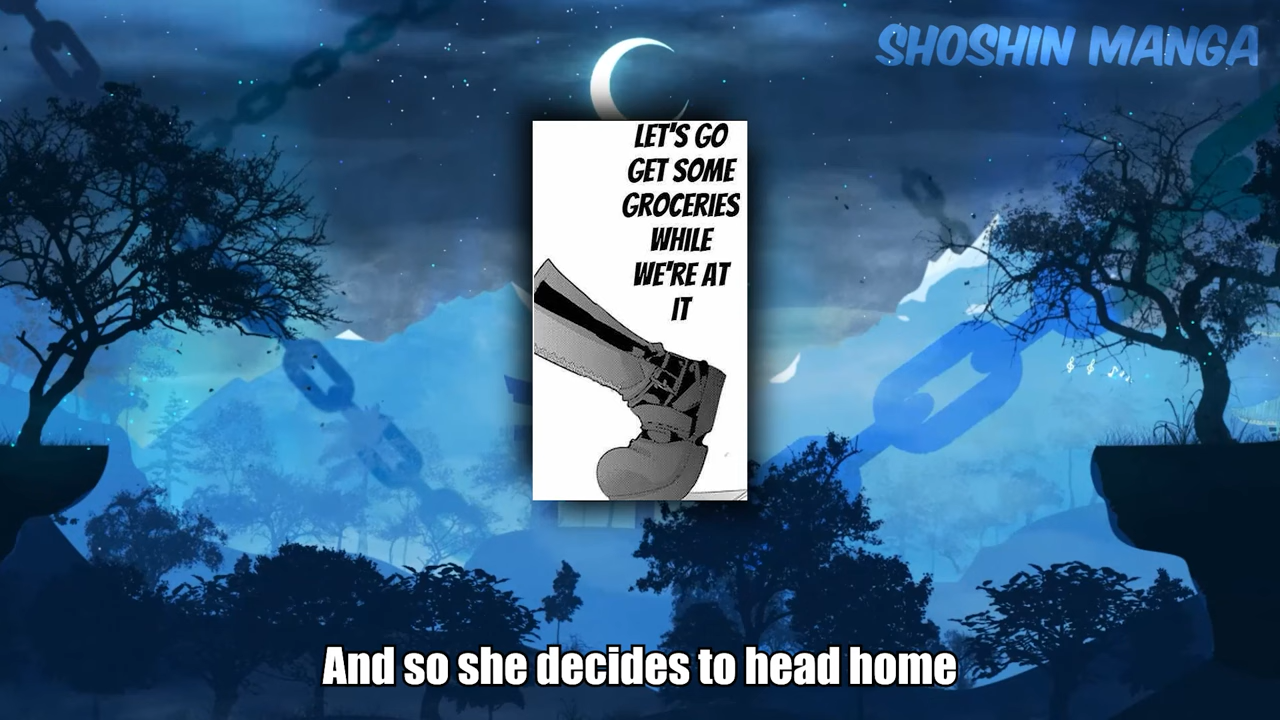 SHOSHIN MANGA
LET'S GO
GET SOME
GROCERIES
WHILE
WE'RE AT
IT
And so she decides to head home